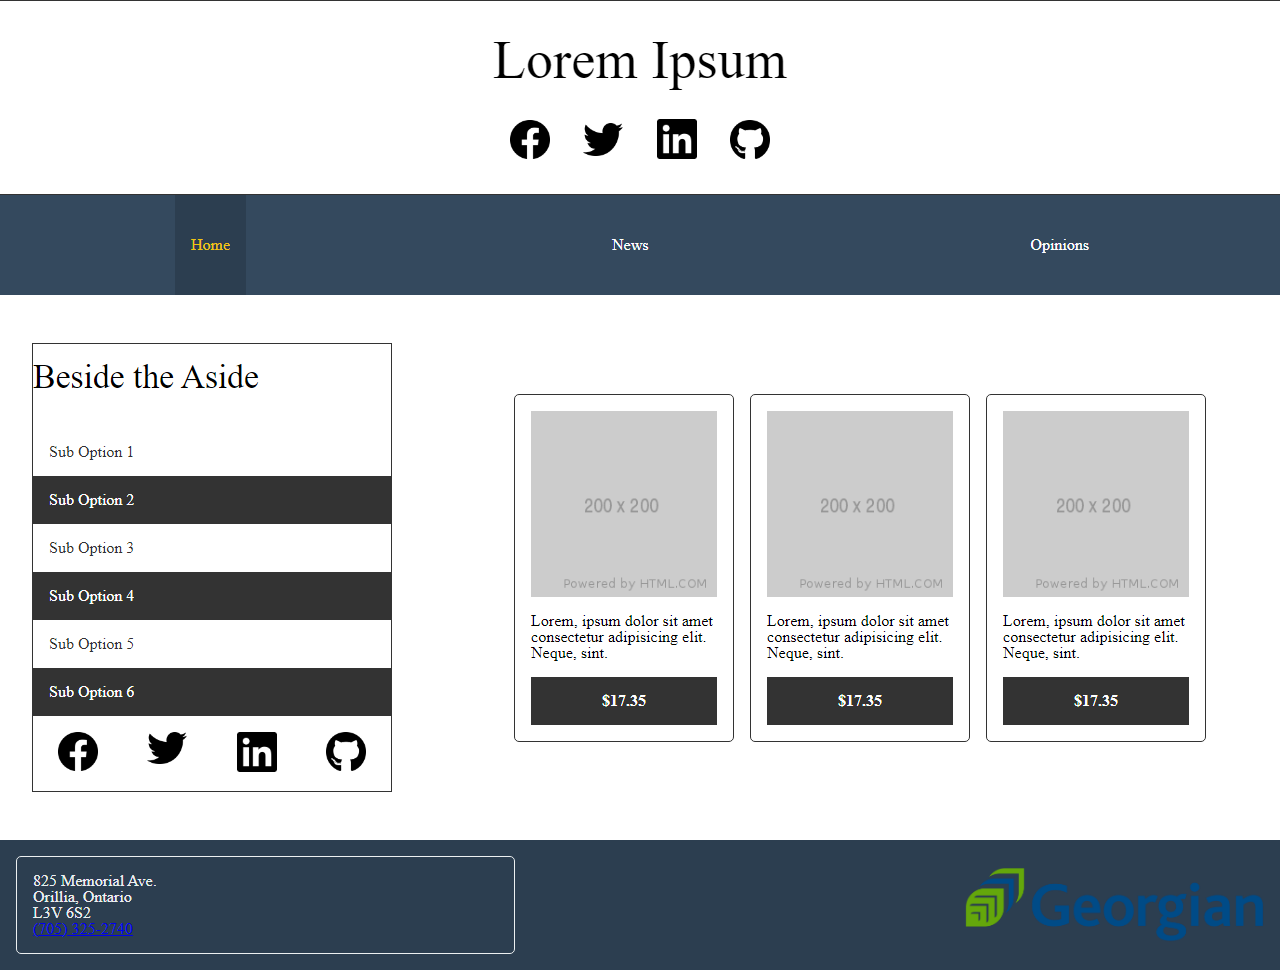 Lorem Ipsum
Home
News
Opinions
Beside the Aside
Sub Option 1
Sub Option 2
Sub Option 3
Sub Option 4
Sub Option 5
Sub Option 6
200 x 200
Powered by HTML.COM
Lorem, ipsum dolor sit amet
consectetur adipisicing elit.
Neque, sint.
$17.35
200 x 200
Powered by HTML.COM
Lorem, ipsum dolor sit amet
consectetur adipisicing elit.
Neque, sint.
$17.35
200 x 200
Powered by HTML.COM
Lorem, ipsum dolor sit amet
consectetur adipisicing elit.
Neque, sint.
$17.35
825 Memorial Ave.
Orillia, Ontario
L3V 6S2
(705) 325-2740
Georgian